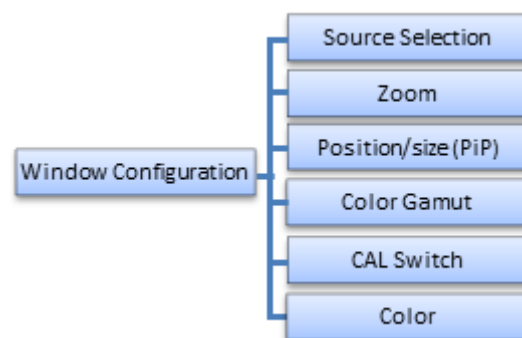 Source Selection
Zoom
Position/size (PiP)
Window Configuration
Color Gamut
CAL Switch
Color